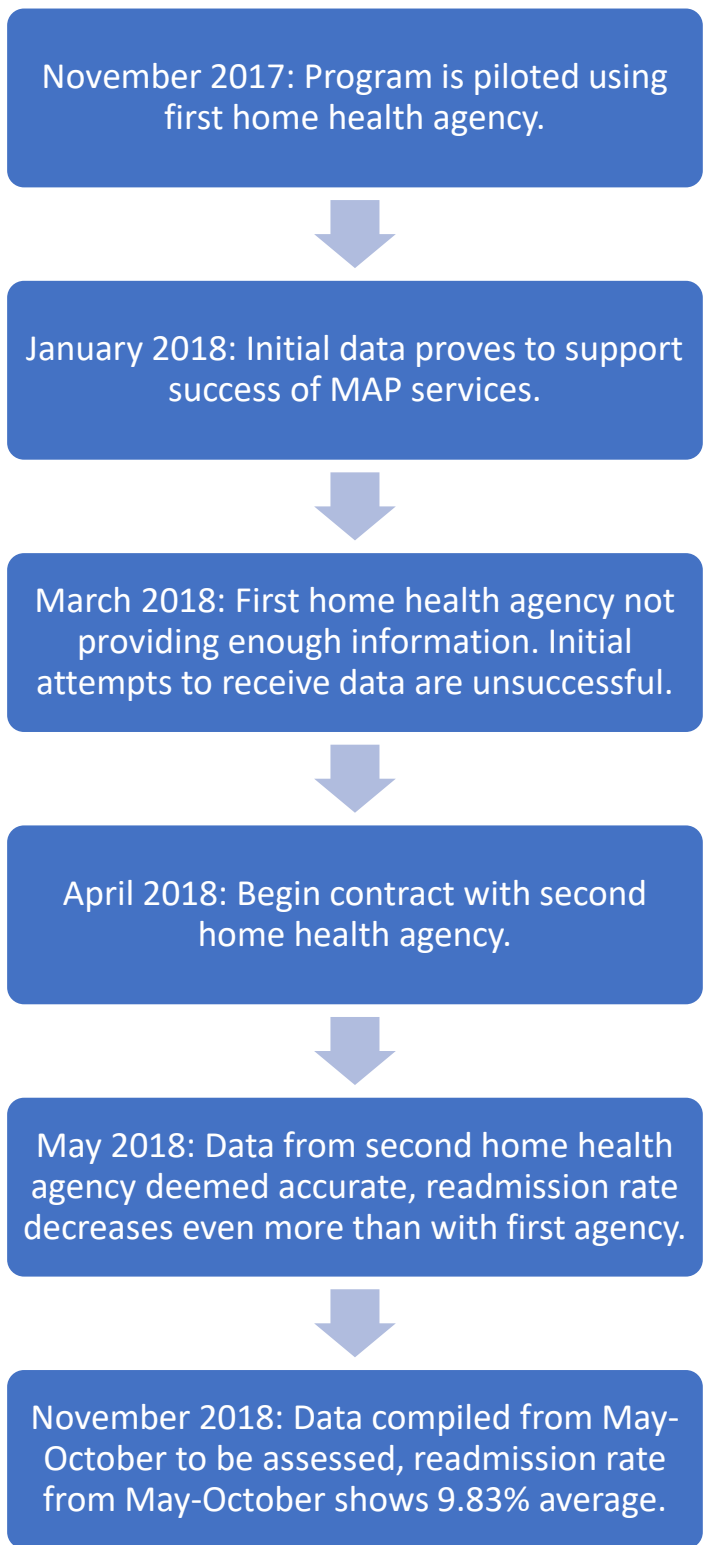 November 2017: Program is piloted using
first home health agency.
January 2018: Initial data proves to support
success of MAP services.
March 2018: First home health agency not
providing enough information. Initial
attempts to receive data are unsuccessful.
April 2018: Begin contract with second
home health agency.
May 2018: Data from second home health
agency deemed accurate, readmission rate
decreases even more than with first agency.
November 2018: Data compiled from May-
October to be assessed, readmission rate
from May-October shows 9.83% average.